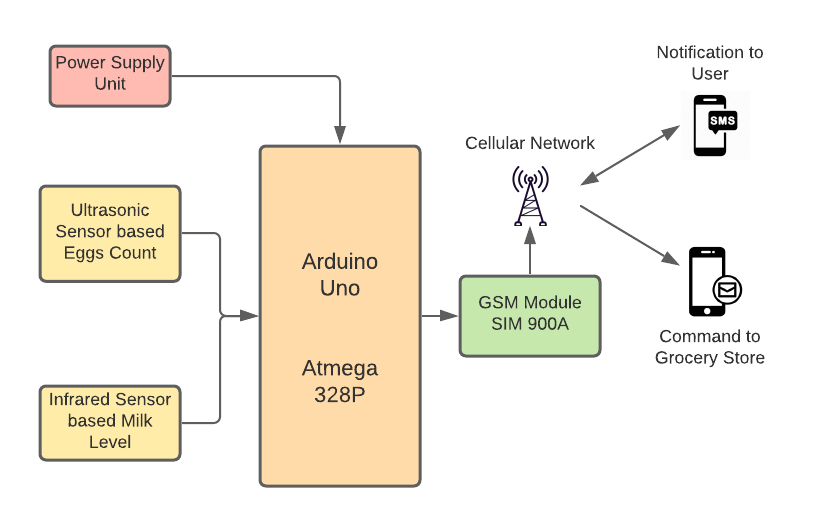 Power Supply
Unit
Ultrasonic
Sensor based
Eggs Count
Infrared Sensor
based Milk
Level
Arduino
Uno
Atmega
328P
GSM Module
SIM 900A
Cellular Network
Notification to
User
SMS
Command to
Grocery Store